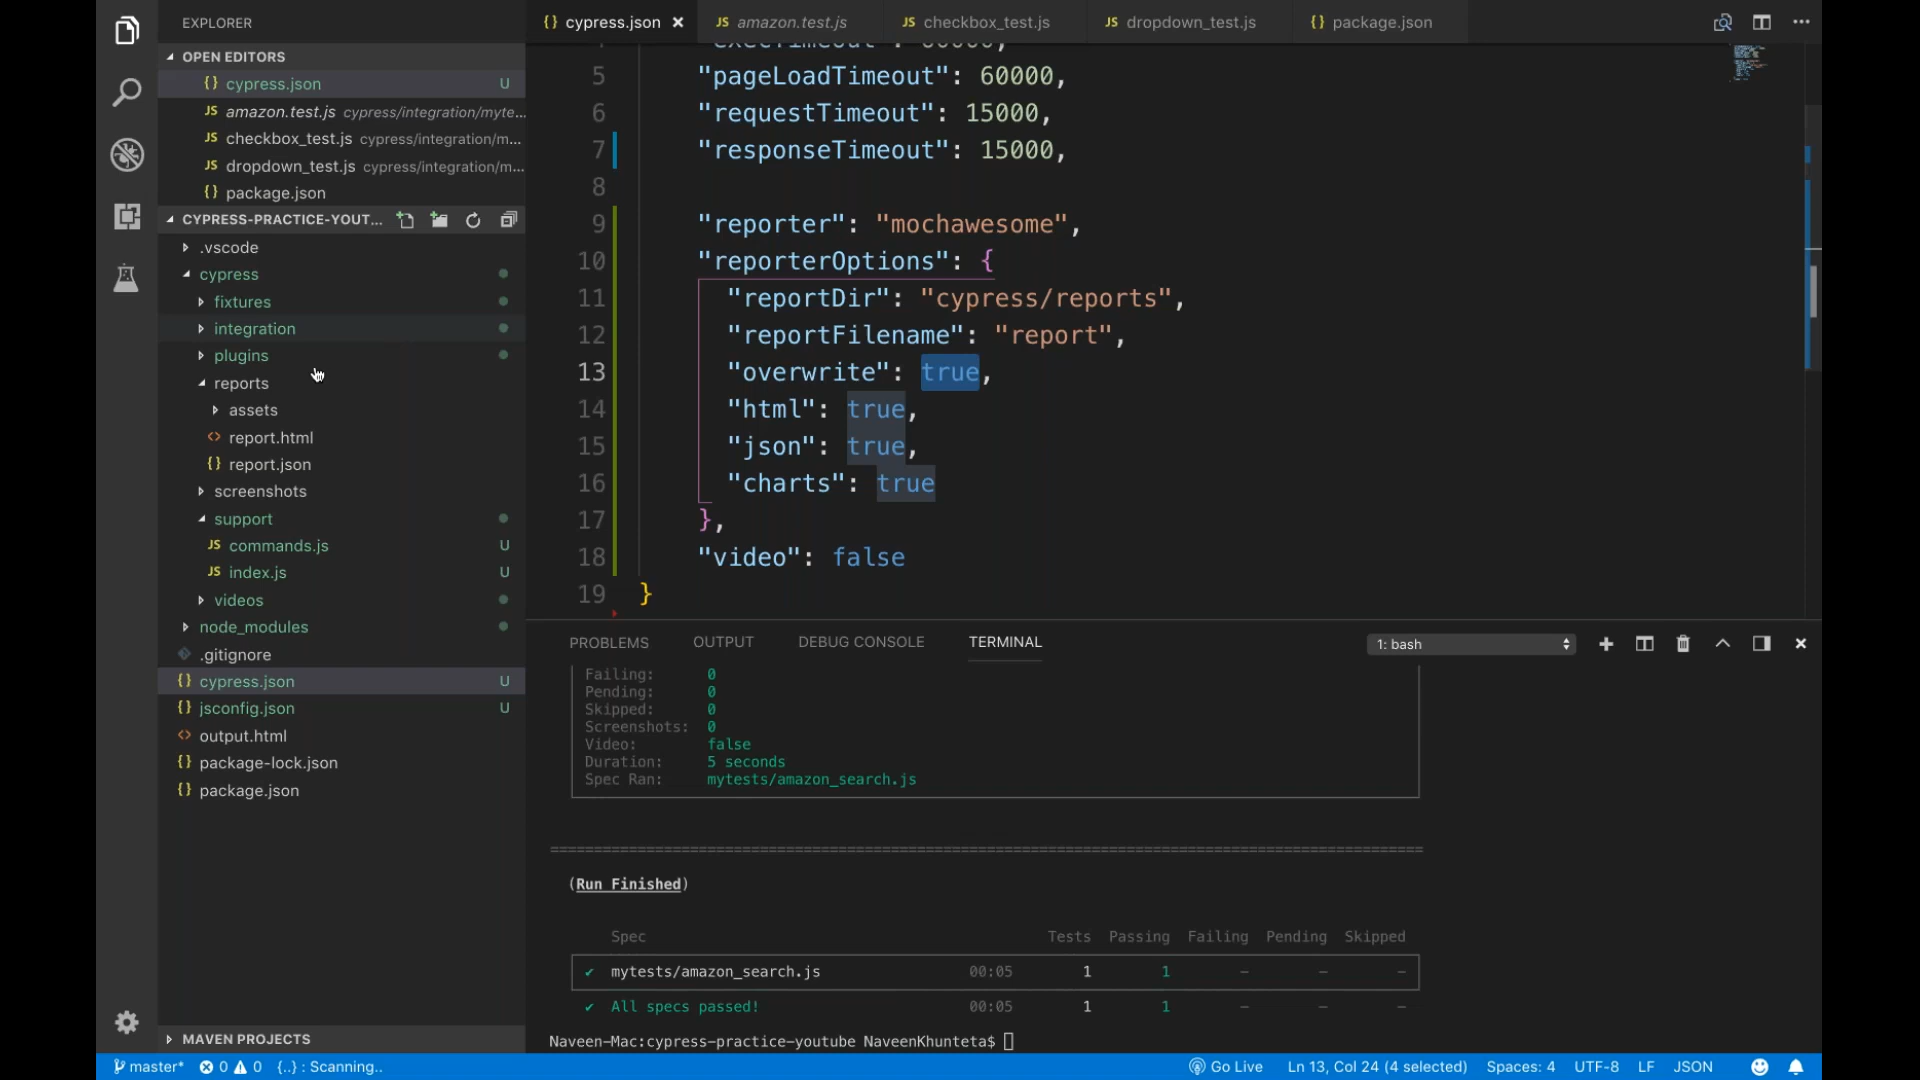 EXPLORER
OPEN EDITORS
{} cypress.json U
JS amazon.test.js cypress/integration/myte...
JS checkbox_test.js cypress/integration/m...
JS dropdown_test.js cypress/integration/m...
{} package.json
CYPRESS-PRACTICE-YOUT...
.vscode
cypress
fixtures
integration
plugins
reports
assets
<> report.html
{} report.json
screenshots
support
JS commands.js U
JS index.js U
videos
node_modules
.gitignore
{} cypress.json U
{} jsconfig.json U
<> output.html
{} package-lock.json
{} package.json
MAVEN PROJECTS
{} cypress.json
JS amazon.test.js
JS checkbox_test.js
JS dropdown_test.js
{} package.json
5 "pageLoadTimeout": 60000,
6 "requestTimeout": 15000,
7 "responseTimeout": 15000,
8
9 "reporter": "mochawesome",
10 "reporterOptions": {
11 "reportDir": "cypress/reports",
12 "reportFilename": "report",
13 "overwrite": true,
14 "html": true,
15 "json": true,
16 "charts": true
17 },
18 "video": false
19 }
PROBLEMS OUTPUT DEBUG CONSOLE TERMINAL
1: bash
Failing: 0
Pending: 0
Skipped: 0
Screenshots: 0
Video: false
Duration: 5 seconds
Spec Ran: mytests/amazon_search.js
(Run Finished)
Spec Tests Passing Failing Pending Skipped
✔ mytests/amazon_search.js 00:05 1 1 - - -
✔ All specs passed! 00:05 1 1 - - -
Naveen-Mac:cypress-practice-youtube NaveenKhunteta$
master* 0 0 {..} : Scanning.. Go Live Ln 13, Col 24 (4 selected) Spaces: 4 UTF-8 LF JSON